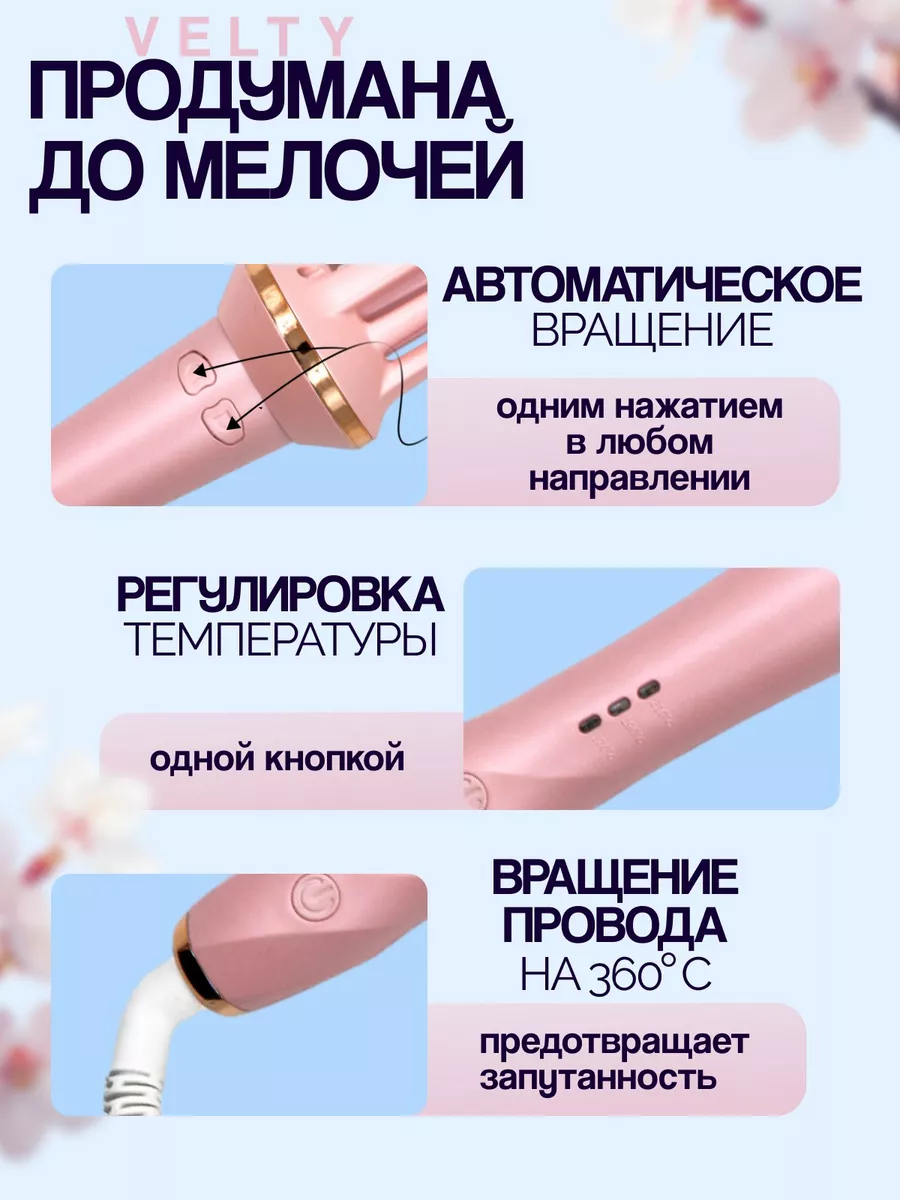 VELTY
ПРОДУМАНА
ДО МЕЛОЧЕЙ
АВТОМАТИЧЕСКОЕ
ВРАЩЕНИЕ
одним нажатием
в любом
направлении
РЕГУЛИРОВКА
ТЕМПЕРАТУРЫ
одной кнопкой
ВРАЩЕНИЕ
ПРОВОДА
НА 360° С
предотвращает
запутанность